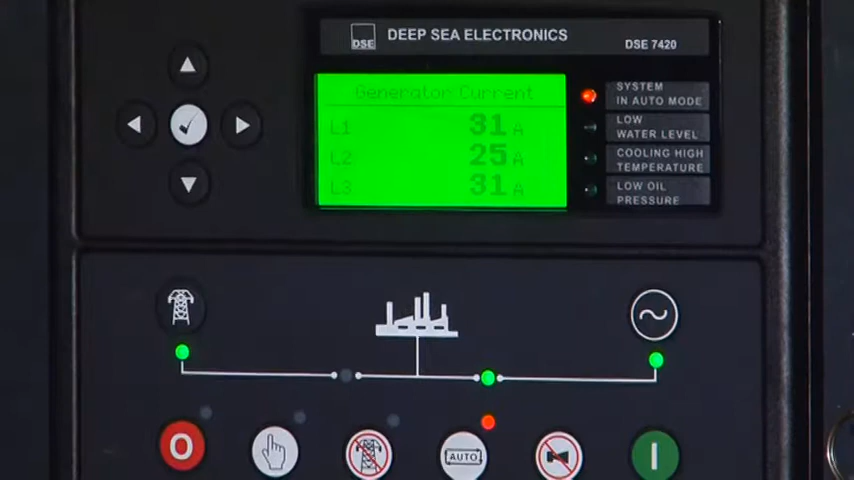 DSE
DEEP SEA ELECTRONICS
DSE 7420
Generator Current
L1 31 A
L2 25 A
L3 31 A
SYSTEM
IN AUTO MODE
LOW
WATER LEVEL
COOLING HIGH
TEMPERATURE
LOW OIL
PRESSURE
AUTO